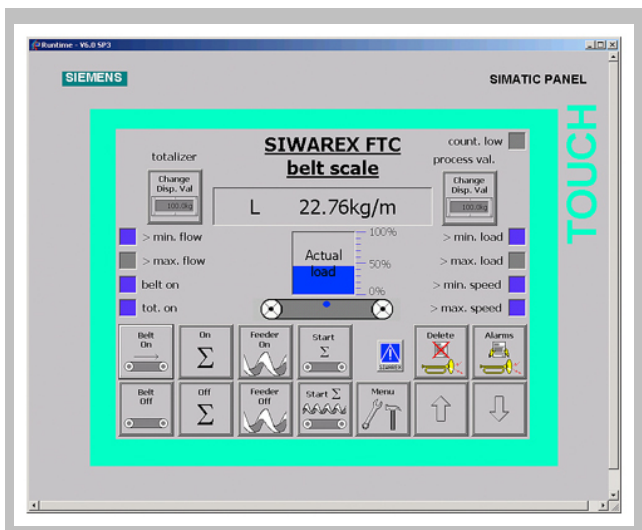 Runtime - V6.0 SP3
SIEMENS
SIMATIC PANEL
TOUCH
SIWAREX FTC
belt scale
totalizer
count. low
process val.
Change
Disp. Val
100.0kg
Change
Disp. Val
100.0kg
L 22.76kg/m
> min. flow
> max. flow
belt on
tot. on
Actual
load
100%
50%
0%
> min. load
> max. load
> min. speed
> max. speed
Belt
On
On
Σ
Feeder
On
Start
Σ
SIWAREX
Delete
Alarms
Belt
Off
Off
Σ
Feeder
Off
Start Σ
Menu